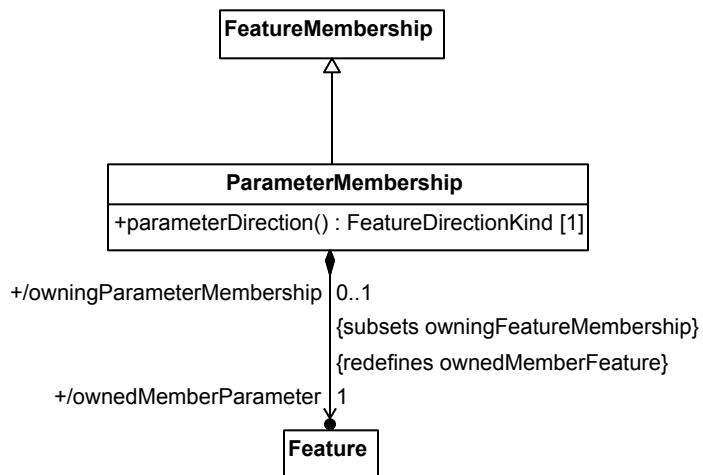 FeatureMembership
ParameterMembership
+parameterDirection() : FeatureDirectionKind [1]
+/owningParameterMembership 0..1
{subsets owningFeatureMembership}
{redefines ownedMemberFeature}
+/ownedMemberParameter 1
Feature